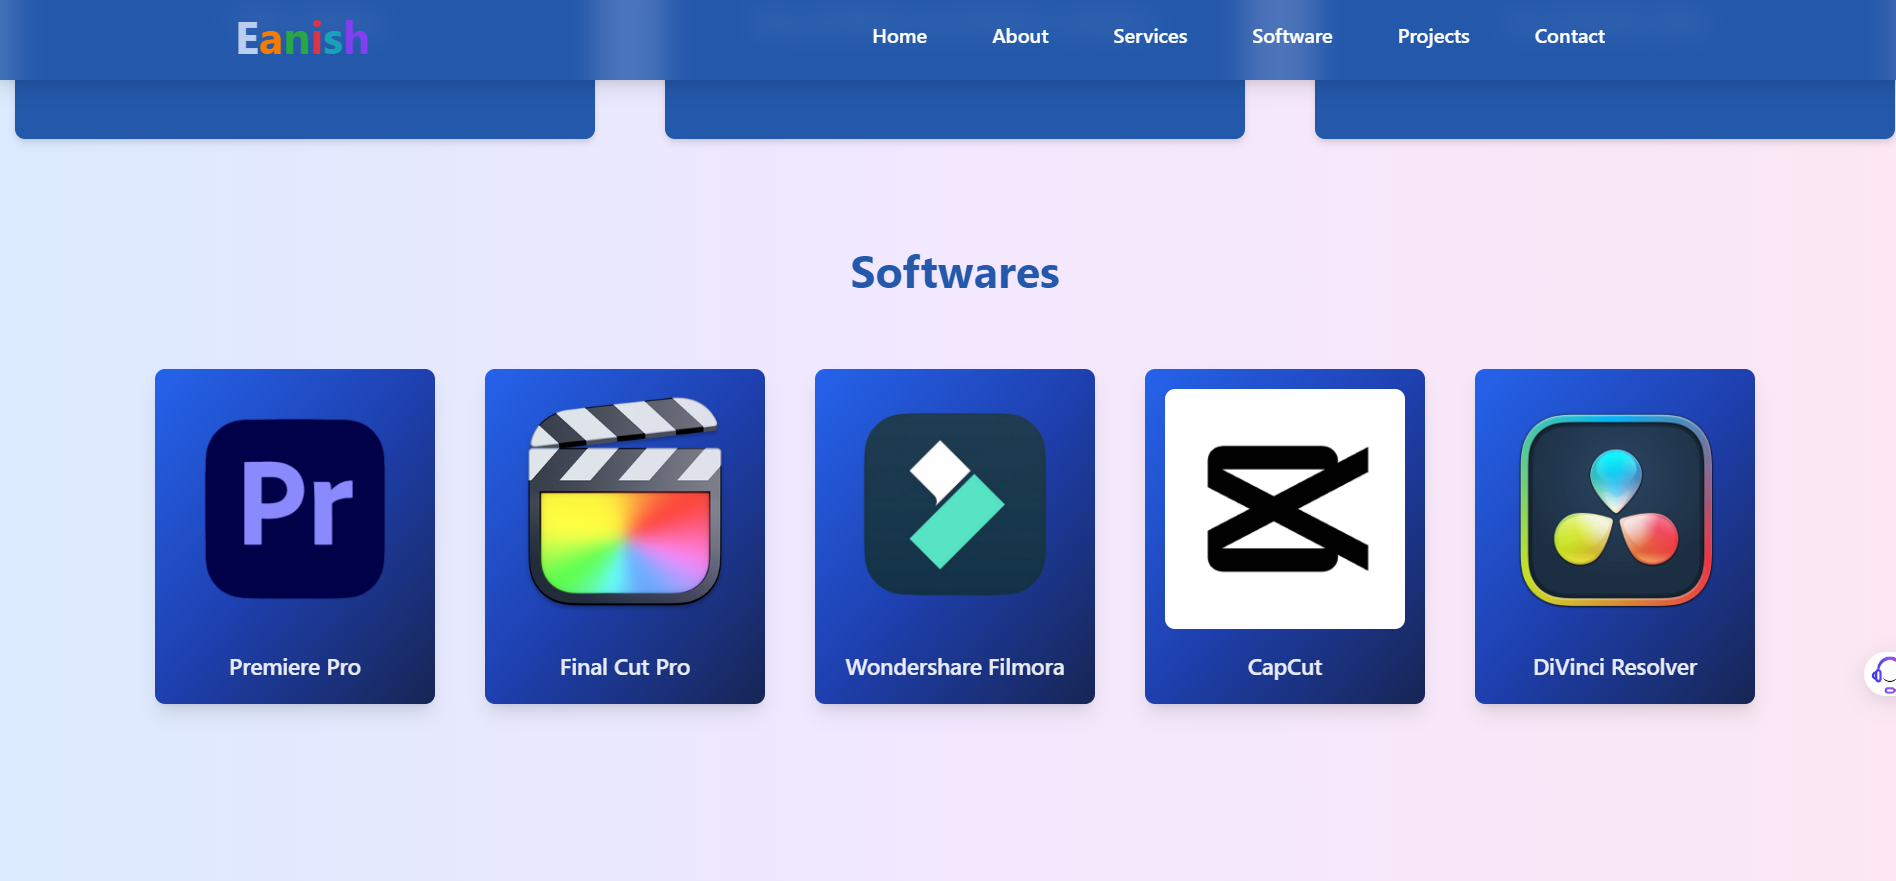 Eanish
Home About Services Software Projects Contact
Softwares
Pr
Premiere Pro
Final Cut Pro
Wondershare Filmora
CapCut
DiVinci Resolver